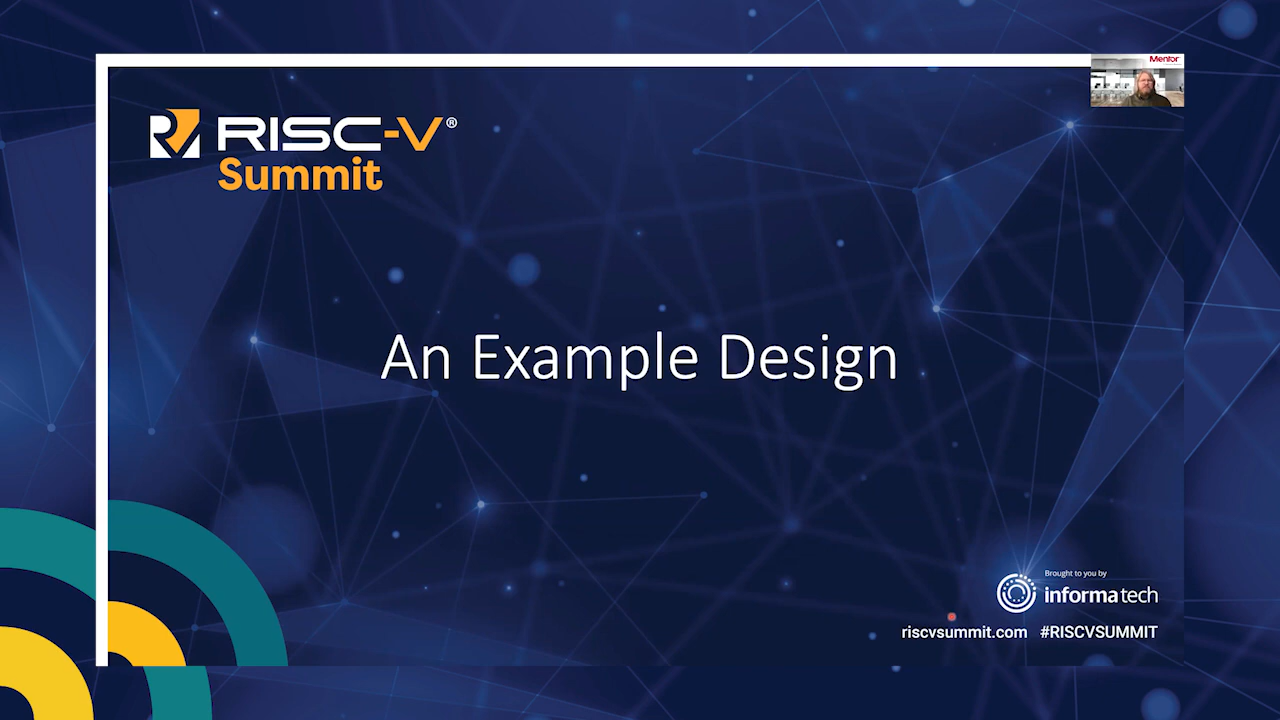 Mentor
RISC-V®
Summit
An Example Design
Brought to you by
informa tech
riscvsummit.com #RISCVSUMMIT